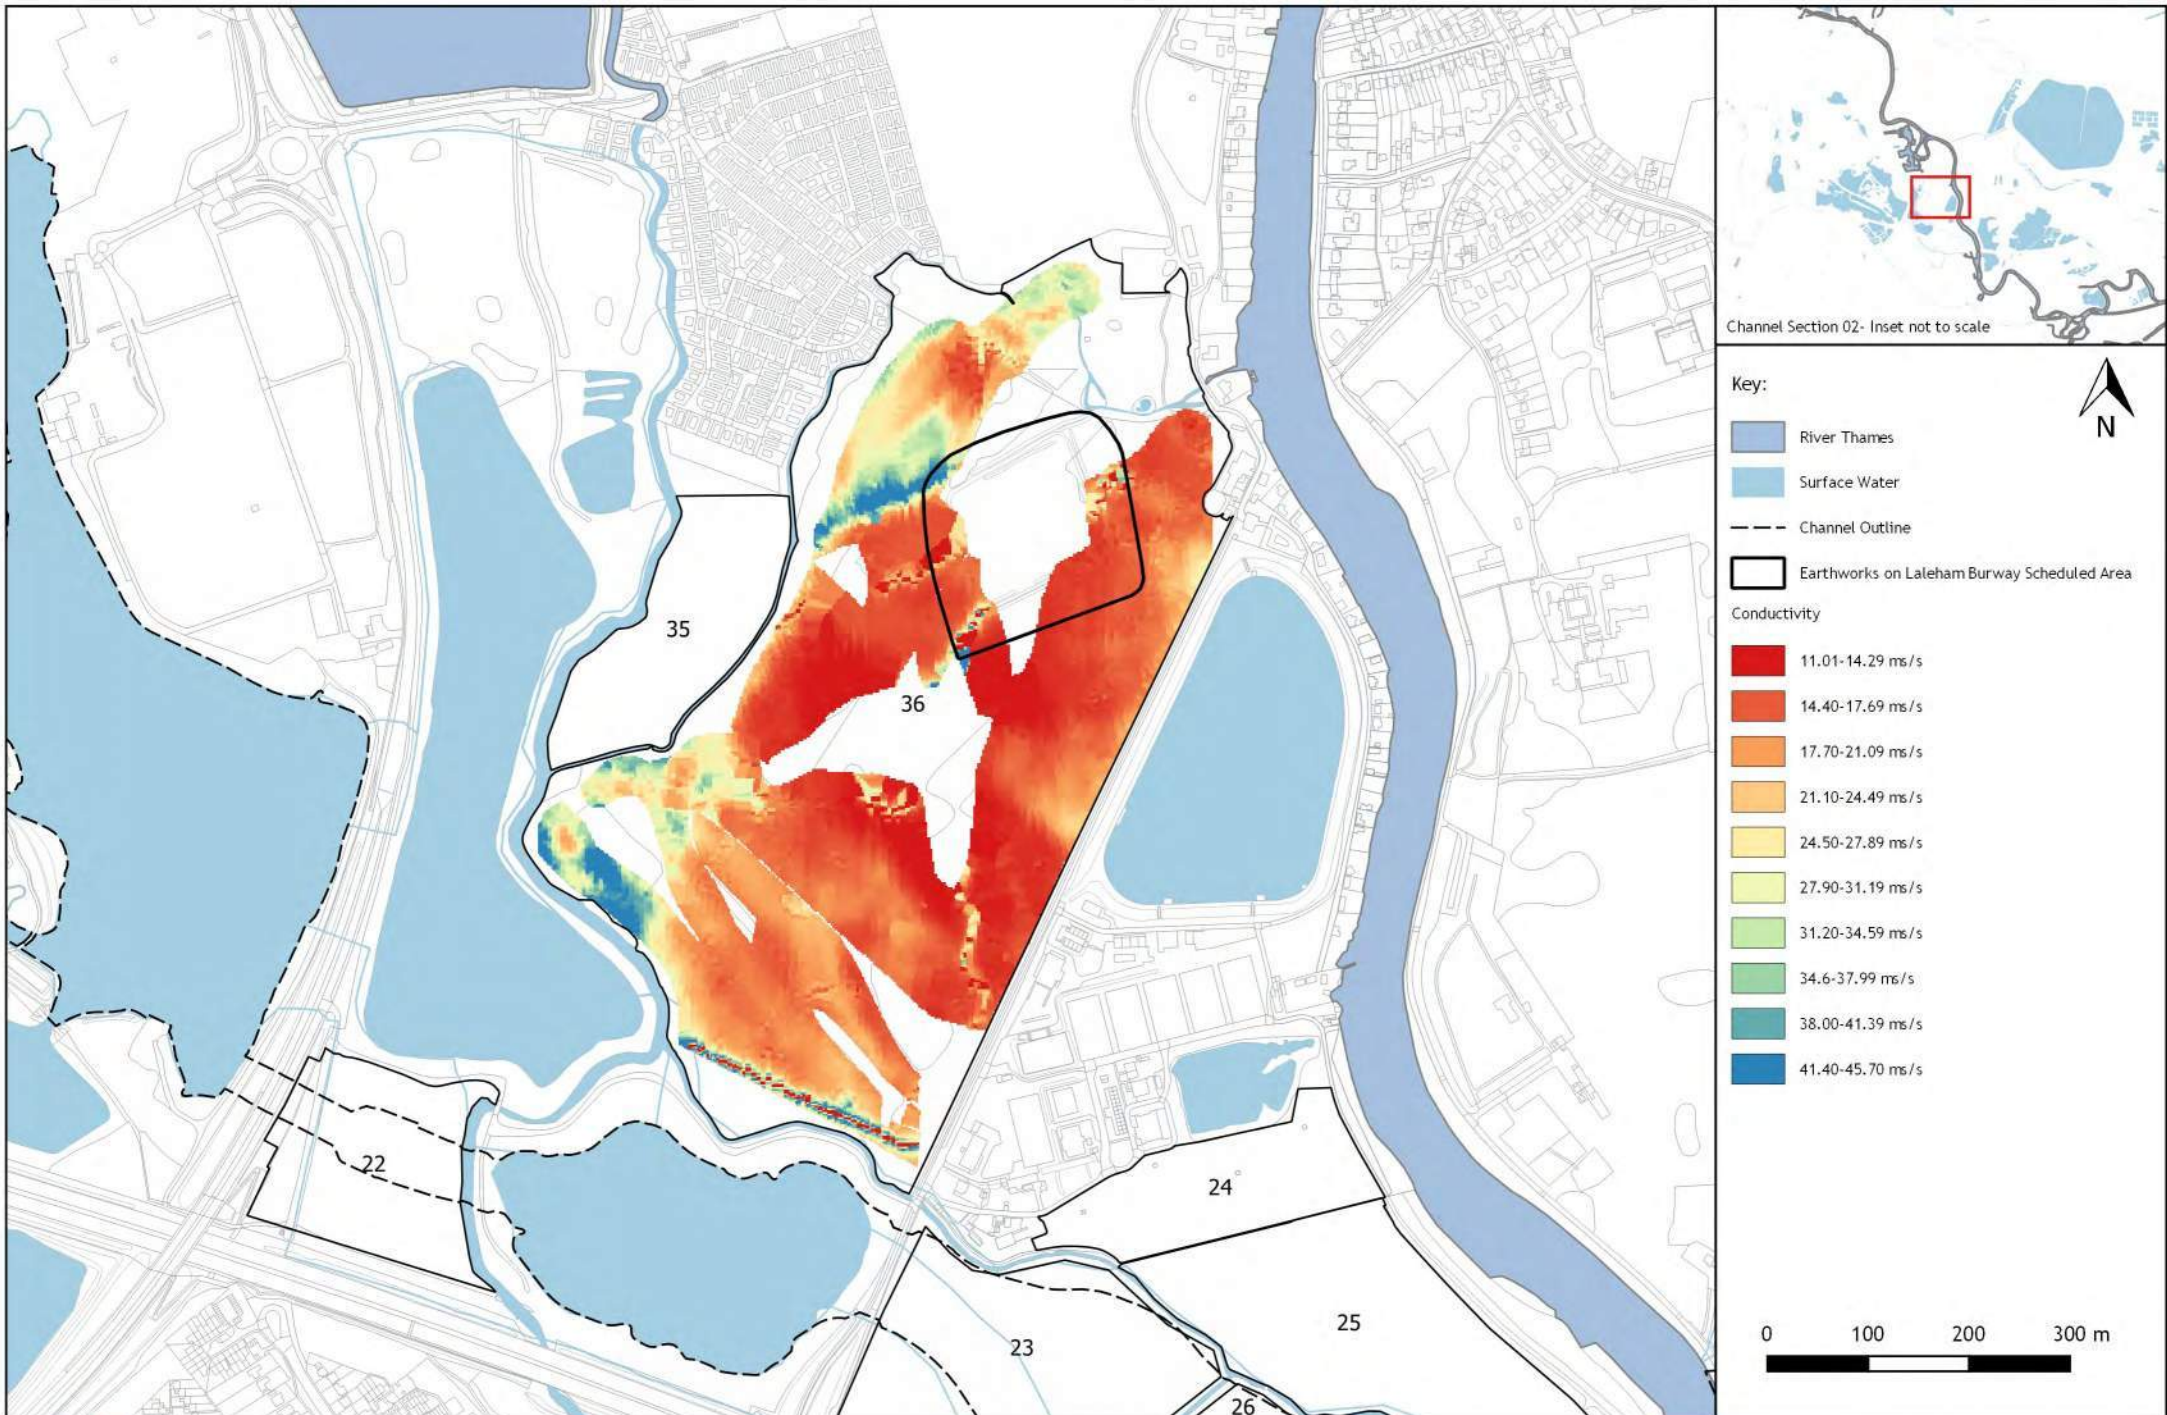 Channel Section 02- Inset not to scale
Key:
N
River Thames
Surface Water
Channel Outline
Earthworks on Laleham Burway Scheduled Area
Conductivity
11.01-14.29 ms/s
14.40-17.69 ms/s
17.70-21.09 ms/s
21.10-24.49 ms/s
24.50-27.89 ms/s
27.90-31.19 ms/s
31.20-34.59 ms/s
34.6-37.99 ms/s
38.00-41.39 ms/s
41.40-45.70 ms/s
0 100 200 300 m
35
36
22
24
25
23
26